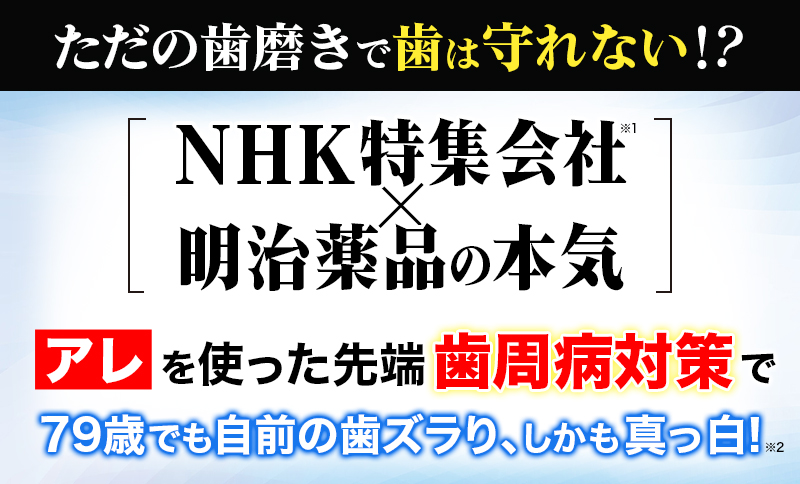 ただの歯磨きで歯は守れない!?
NHK特集会社※1
×
明治薬品の本気
アレを使った先端歯周病対策で
79歳でも自前の歯ズラリ、しかも真っ白!※2